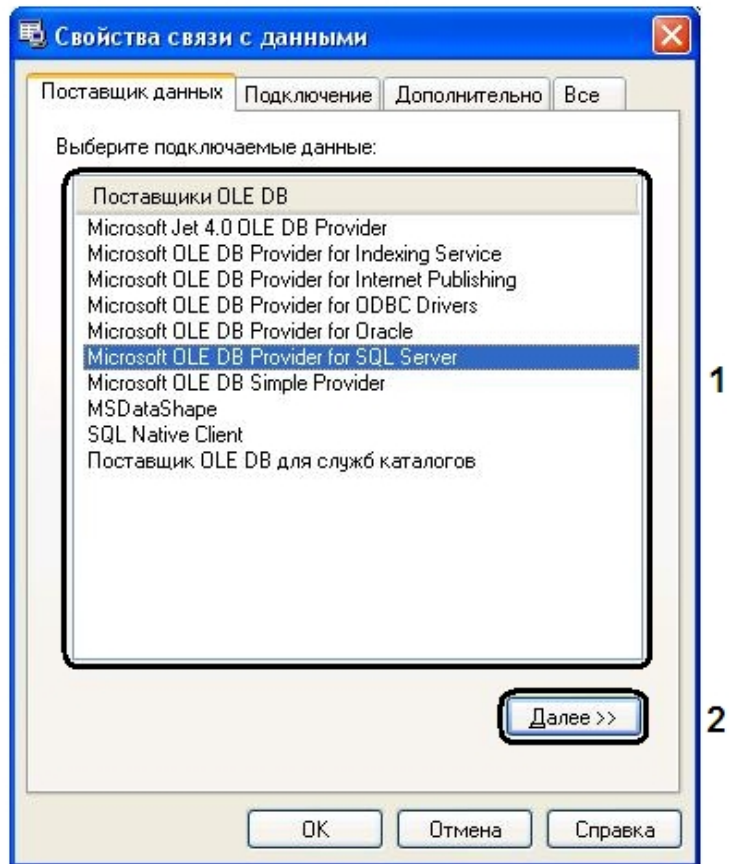 Свойства связи с данными
Поставщик данных Подключение Дополнительно Все
Выберите подключаемые данные:
Поставщики OLE DB
Microsoft Jet 4.0 OLE DB Provider
Microsoft OLE DB Provider for Indexing Service
Microsoft OLE DB Provider for Internet Publishing
Microsoft OLE DB Provider for ODBC Drivers
Microsoft OLE DB Provider for Oracle
Microsoft OLE DB Provider for SQL Server
Microsoft OLE DB Simple Provider
MSDataShape
SQL Native Client
Поставщик OLE DB для служб каталогов
1
Далее >>
2
OK Отмена Справка